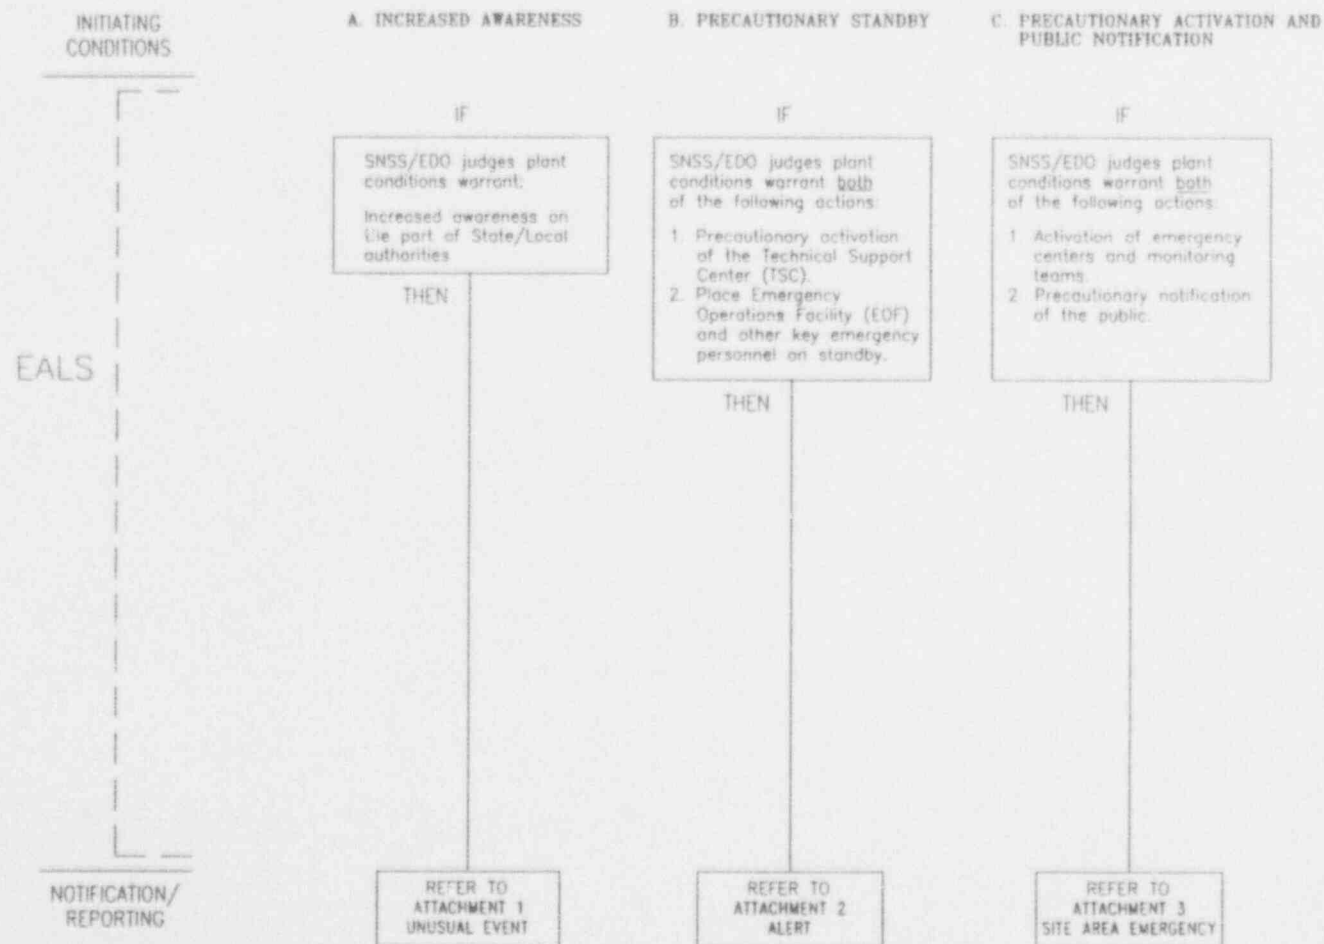 INITIATING
CONDITIONS
A. INCREASED AWARENESS
B. PRECAUTIONARY STANDBY
C. PRECAUTIONARY ACTIVATION AND
PUBLIC NOTIFICATION
EALS
IF
SNSS/EDO judges plant
conditions warrant:
Increased awareness on
the part of State/Local
authorities
THEN
IF
SNSS/EDO judges plant
conditions warrant both
of the following actions:
1. Precautionary activation
of the Technical Support
Center (TSC).
2. Place Emergency
Operations Facility (EOF)
and other key emergency
personnel on standby.
THEN
IF
SNSS/EDO judges plant
conditions warrant both
of the following actions:
1. Activation of emergency
centers and monitoring
teams.
2. Precautionary notification
of the public.
THEN
NOTIFICATION/
REPORTING
REFER TO
ATTACHMENT 1
UNUSUAL EVENT
REFER TO
ATTACHMENT 2
ALERT
REFER TO
ATTACHMENT 3
SITE AREA EMERGENCY